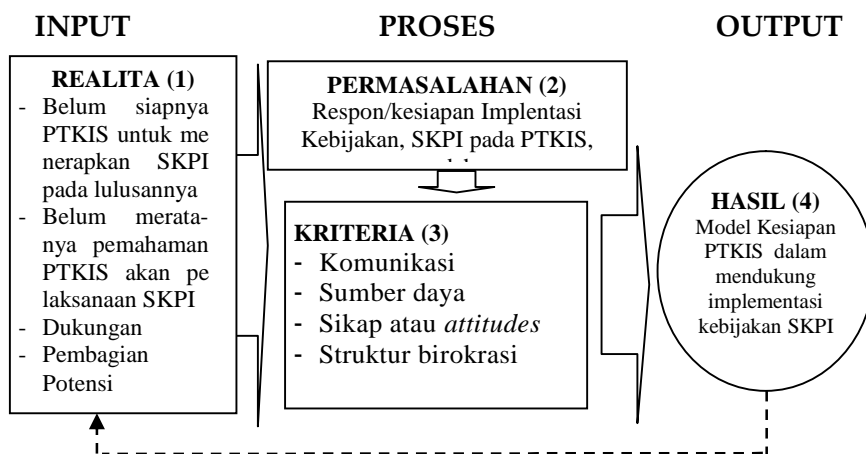 INPUT
PROSES
OUTPUT
REALITA (1)
- Belum siapnya
PTKIS untuk me
nerapkan SKPI
pada lulusannya
- Belum merata-
nya pemahaman
PTKIS akan pe
laksanaan SKPI
- Dukungan
- Pembagian
Potensi
PERMASALAHAN (2)
Respon/kesiapan Implentasi
Kebijakan, SKPI pada PTKIS,
KRITERIA (3)
- Komunikasi
- Sumber daya
- Sikap atau attitudes
- Struktur birokrasi
HASIL (4)
Model Kesiapan
PTKIS dalam
mendukung
implementasi
kebijakan SKPI